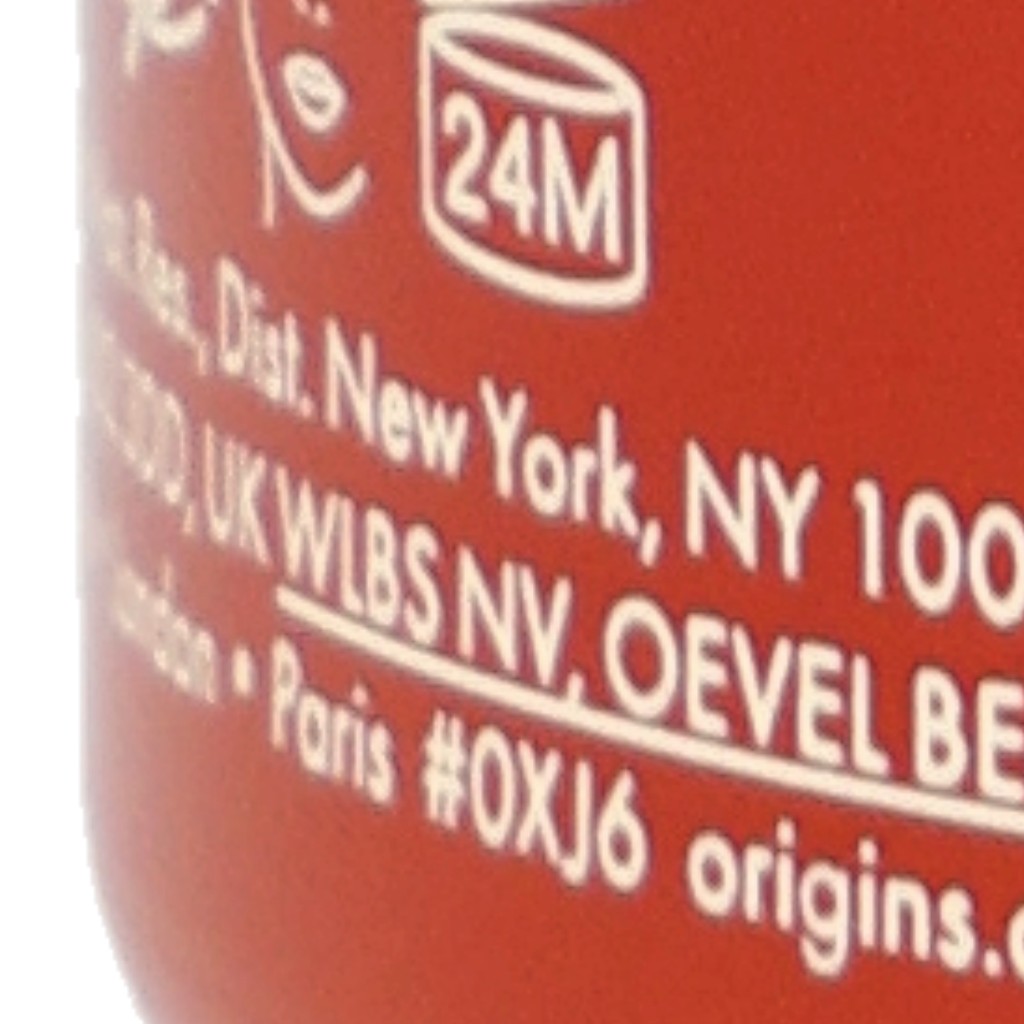 24M
Dist. New York, NY 100
UK WLBS NV, OEVEL BE
• Paris #0XJ6 origins.